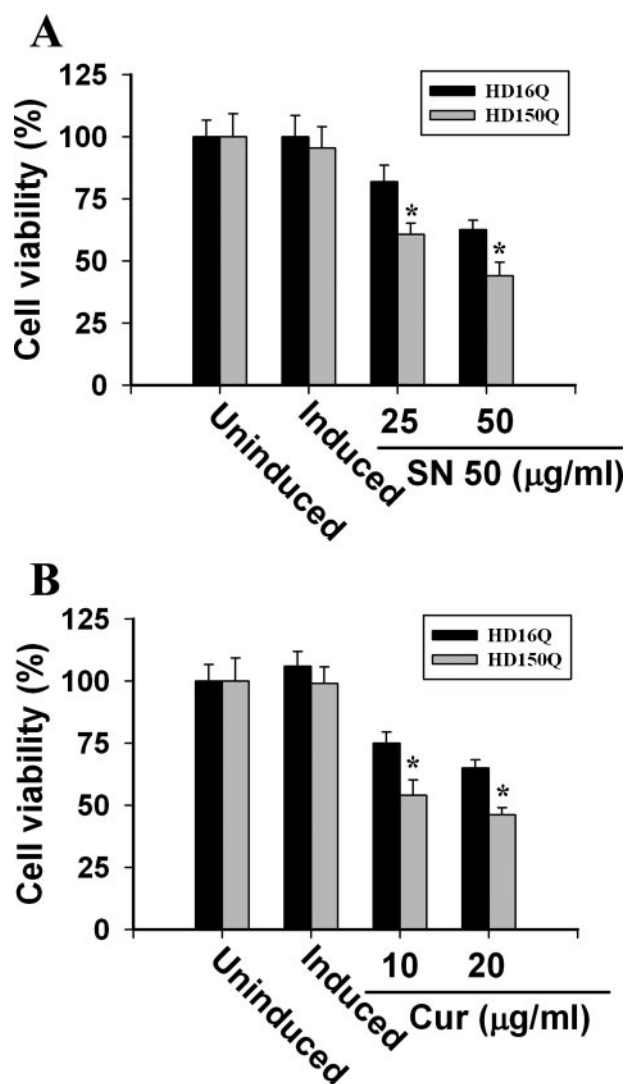 A
Cell viability (%)
125
100
75
50
25
0
HD16Q
HD150Q
*
*
Uninduced
Induced
25 50
SN 50 (μg/ml)
B
Cell viability (%)
125
100
75
50
25
0
HD16Q
HD150Q
*
*
Uninduced
Induced
10 20
Cur (μg/ml)